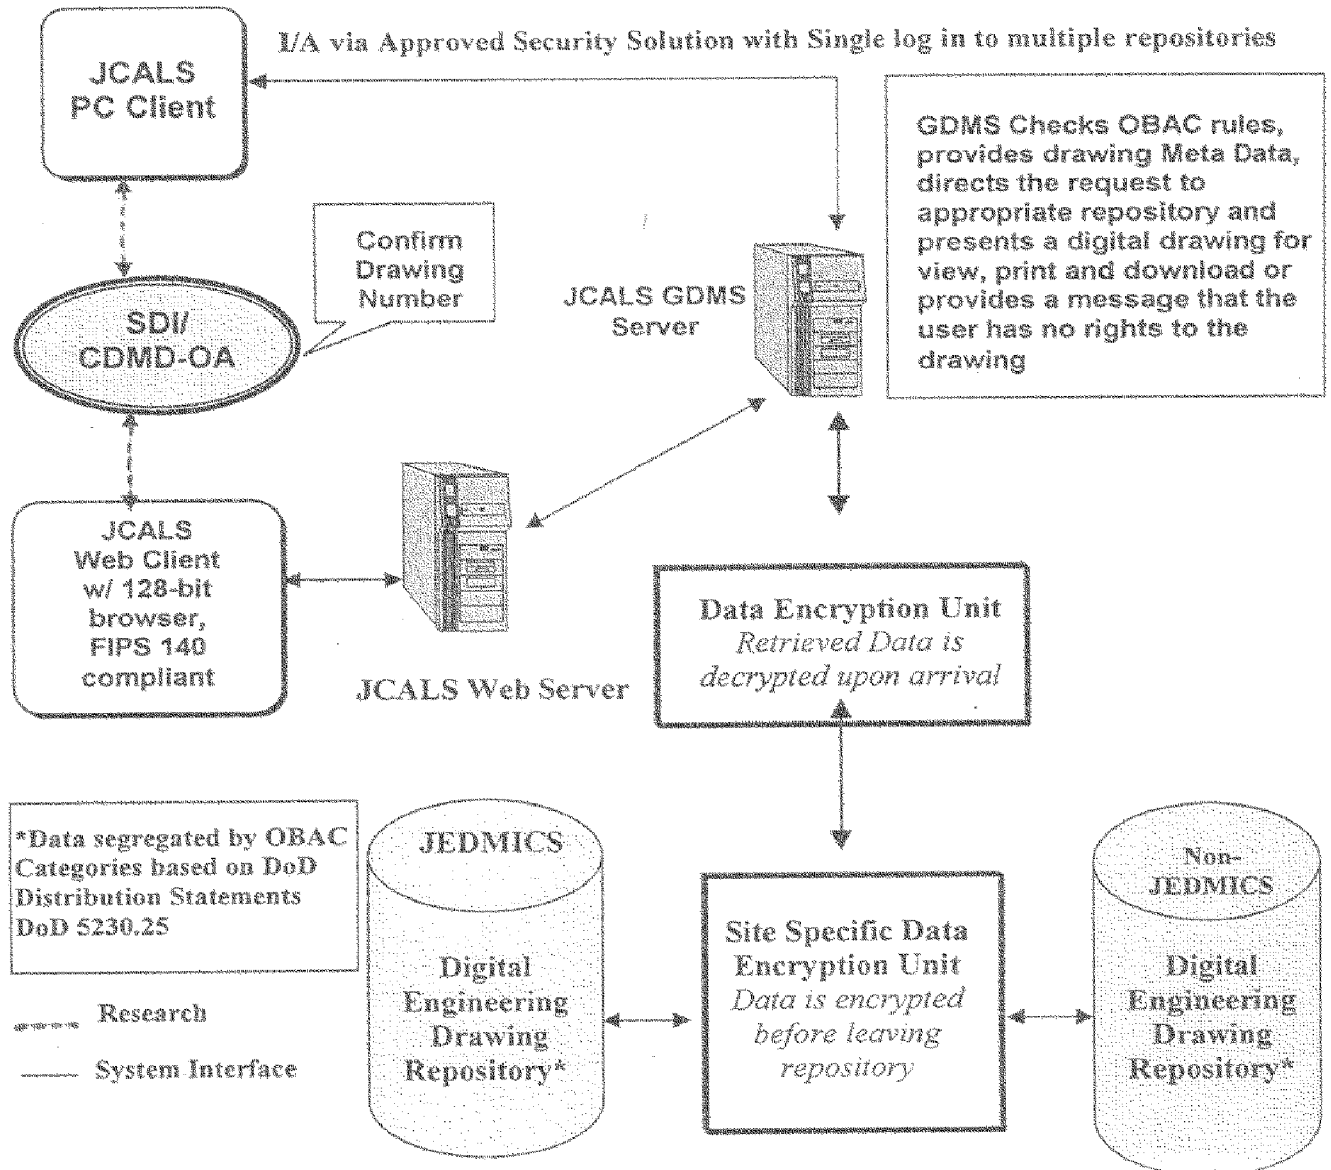 I/A via Approved Security Solution with Single log in to multiple repositories
JCALS
PC Client
GDMS Checks OBAC rules,
provides drawing Meta Data,
directs the request to
appropriate repository and
presents a digital drawing for
view, print and download or
provides a message that the
user has no rights to the
drawing
Confirm
Drawing
Number
JCALS GDMS
Server
SDI/
CDMD-OA
JCALS
Web Client
w/ 128-bit
browser,
FIPS 140
compliant
JCALS Web Server
Data Encryption Unit
Retrieved Data is
decrypted upon arrival
*Data segregated by OBAC
Categories based on DoD
Distribution Statements
DoD 5230.25
Research
System Interface
JEDMICS
Digital
Engineering
Drawing
Repository*
Site Specific Data
Encryption Unit
Data is encrypted
before leaving
repository
Non-
JEDMICS
Digital
Engineering
Drawing
Repository*